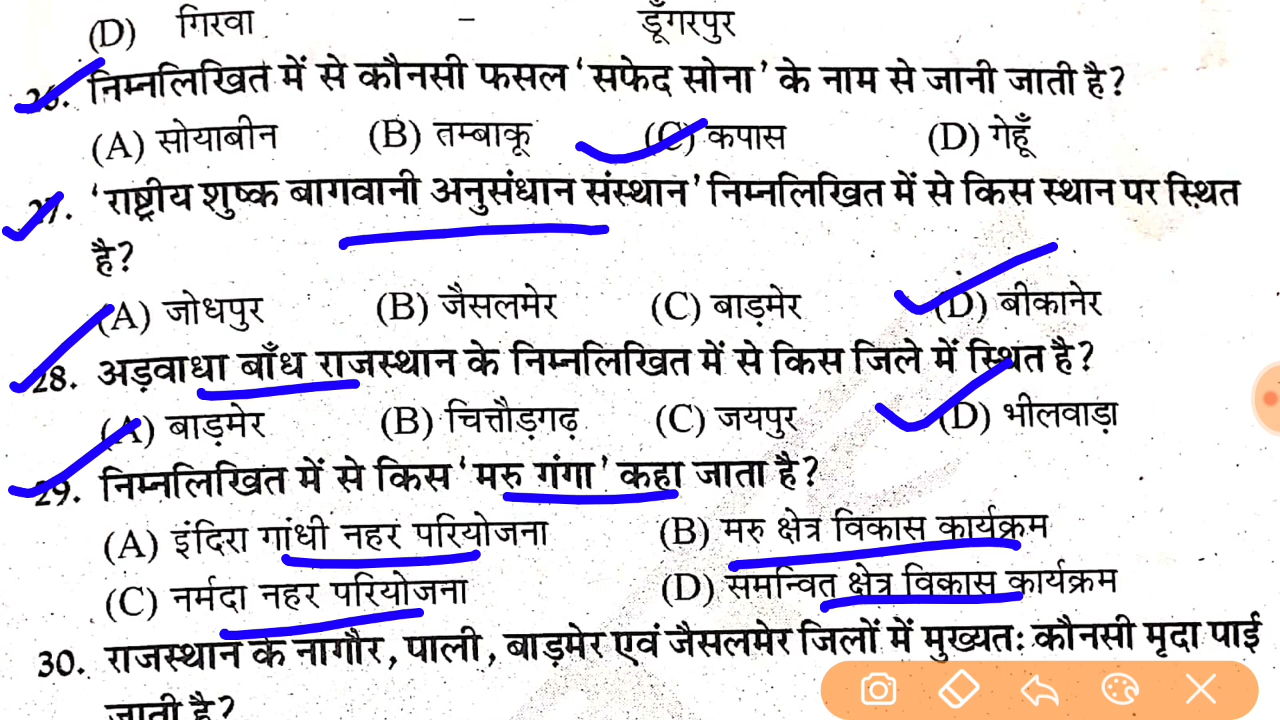 (D) गिरवा – डूँगरपुर
26. निम्नलिखित में से कौनसी फसल 'सफेद सोना' के नाम से जानी जाती है?
(A) सोयाबीन (B) तम्बाकू (C) कपास (D) गेहूँ
27. 'राष्ट्रीय शुष्क बागवानी अनुसंधान संस्थान' निम्नलिखित में से किस स्थान पर स्थित
है?
(A) जोधपुर (B) जैसलमेर (C) बाड़मेर (D) बीकानेर
28. अड़वाधा बाँध राजस्थान के निम्नलिखित में से किस जिले में स्थित है?
(A) बाड़मेर (B) चित्तौड़गढ़ (C) जयपुर (D) भीलवाड़ा
29. निम्नलिखित में से किस 'मरु गंगा' कहा जाता है?
(A) इंदिरा गांधी नहर परियोजना (B) मरु क्षेत्र विकास कार्यक्रम
(C) नर्मदा नहर परियोजना (D) समन्वित क्षेत्र विकास कार्यक्रम
30. राजस्थान के नागौर, पाली, बाड़मेर एवं जैसलमेर जिलों में मुख्यतः कौनसी मृदा पाई
जाती है?